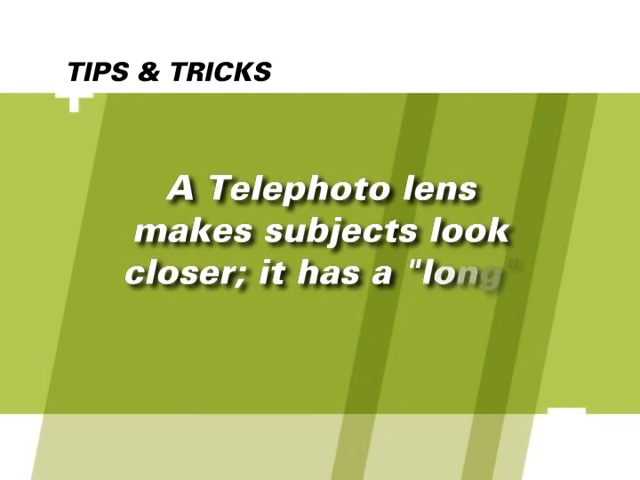 TIPS & TRICKS
A Telephoto lens
makes subjects look
closer; it has a "long"